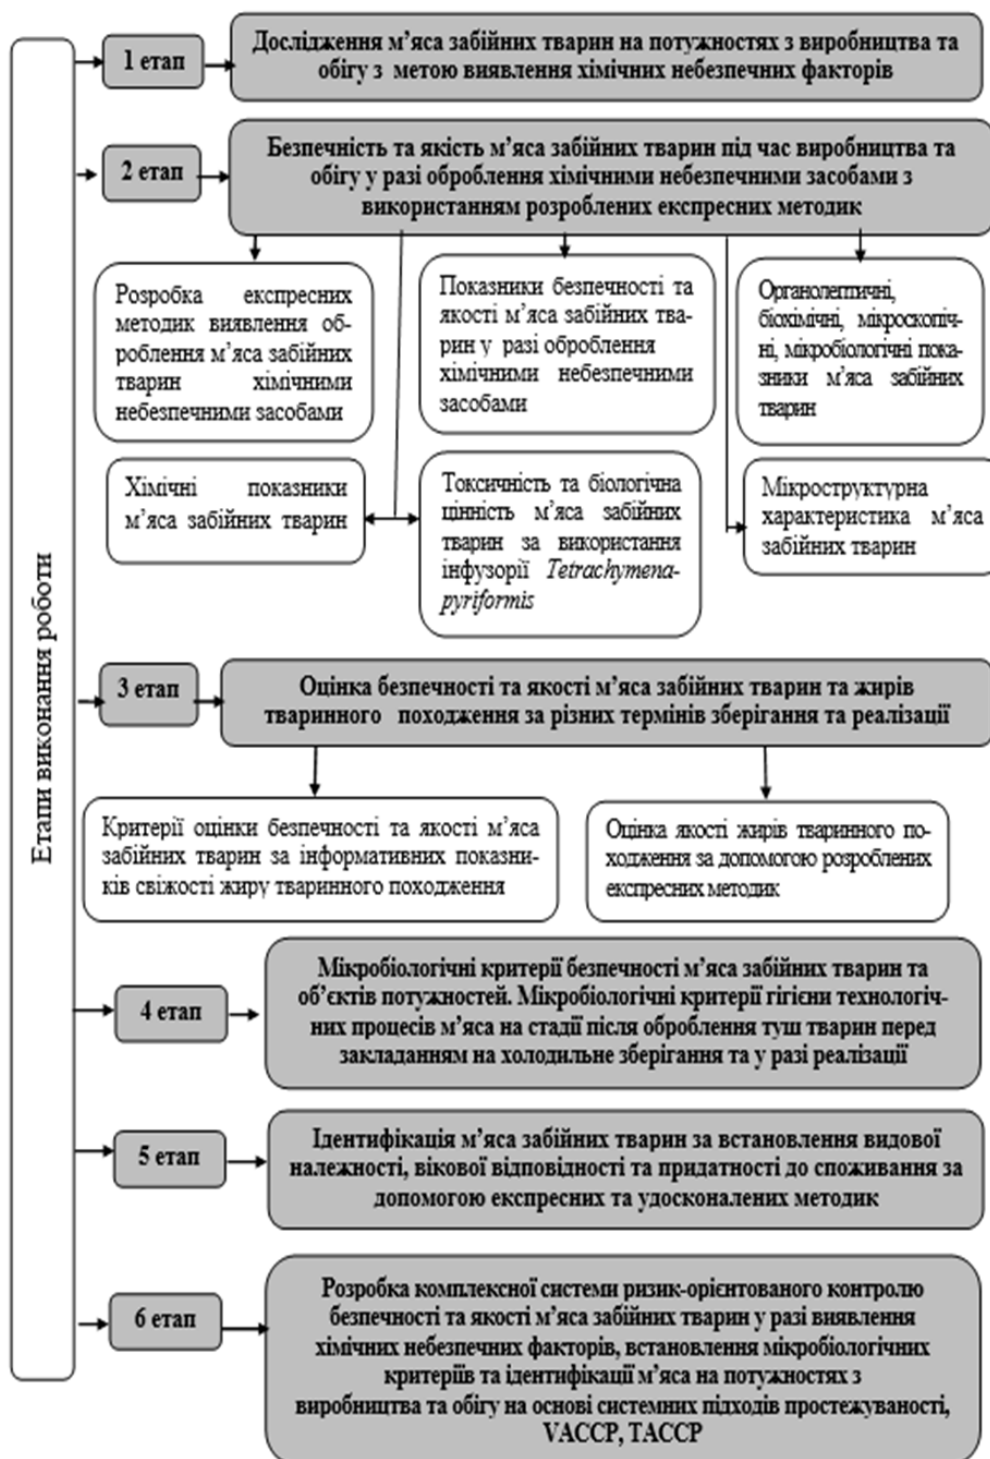 Етапи виконання роботи
1 етап
Дослідження м’яса забійних тварин на потужностях з виробництва та
обігу з метою виявлення хімічних небезпечних факторів
2 етап
Безпечність та якість м’яса забійних тварин під час виробництва та
обігу у разі оброблення хімічними небезпечними засобами з
використанням розроблених експресних методик
Розробка експресних
методик виявлення об-
роблення м’яса забійних
тварин хімічними
небезпечними засобами
Показники безпечності та
якості м’яса забійних тва-
рин у разі оброблення
хімічними небезпечними
засобами
Органолептичні,
біохімічні, мікроскопіч-
ні, мікробіологічні пока-
зники м’яса забійних
тварин
Хімічні показники
м’яса забійних тварин
Токсичність та біологічна
цінність м’яса забійних
тварин за використання
інфузорії Tetrachymena-
pyriformis
Мікроструктурна
характеристика м’яса
забійних тварин
3 етап
Оцінка безпечності та якості м’яса забійних тварин та жирів
тваринного походження за різних термінів зберігання та реалізації
Критерії оцінки безпечності та якості м’яса
забійних тварин за інформативних показни-
ків свіжості жиру тваринного походження
Оцінка якості жирів тваринного по-
ходження за допомогою розроблених
експресних методик
4 етап
Мікробіологічні критерії безпечності м’яса забійних тварин та
об’єктів потужностей. Мікробіологічні критерії гігієни технологіч-
них процесів м’яса на стадії після оброблення туш тварин перед
закладанням на холодильне зберігання та у разі реалізації
5 етап
Ідентифікація м’яса забійних тварин за встановлення видової
належності, вікової відповідності та придатності до споживання за
допомогою експресних та удосконалених методик
6 етап
Розробка комплексної системи ризик-орієнтованого контролю
безпечності та якості м’яса забійних тварин у разі виявлення
хімічних небезпечних факторів, встановлення мікробіологічних
критеріїв та ідентифікації м’яса на потужностях з
виробництва та обігу на основі системних підходів простежуваності,
VACCP, TACCP